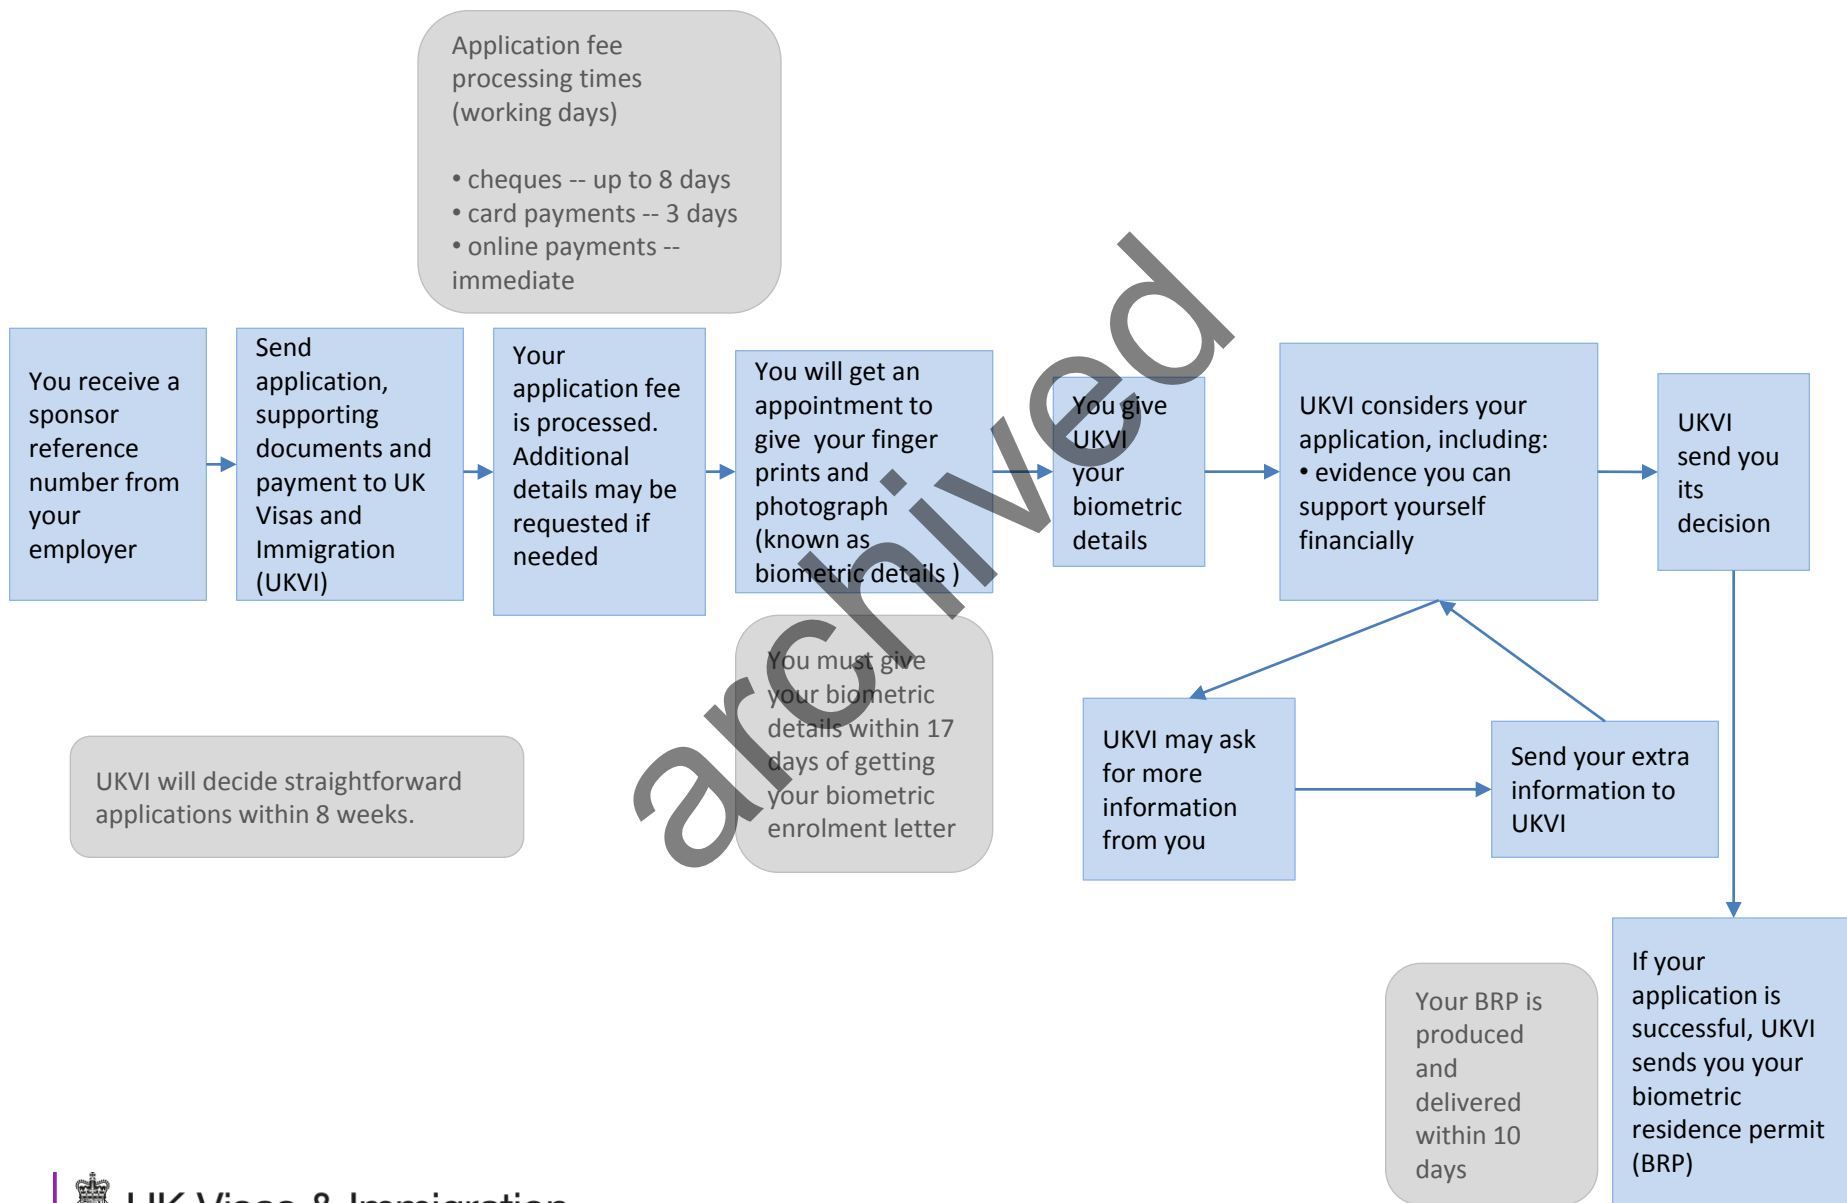 Application fee
processing times
(working days)
• cheques -- up to 8 days
• card payments -- 3 days
• online payments --
immediate
You receive a
sponsor
reference
number from
your
employer
Send
application,
supporting
documents and
payment to UK
Visas and
Immigration
(UKVI)
Your
application fee
is processed.
Additional
details may be
requested if
needed
You will get an
appointment to
give  your finger
prints and
photograph
(known as
biometric details )
You give
UKVI
your
biometric
details
UKVI considers your
application, including:
• evidence you can
support yourself
financially
UKVI
send you
its
decision
archived
You must give
your biometric
details within 17
days of getting
your biometric
enrolment letter
UKVI will decide straightforward
applications within 8 weeks.
UKVI may ask
for more
information
from you
Send your extra
information to
UKVI
Your BRP is
produced
and
delivered
within 10
days
If your
application is
successful, UKVI
sends you your
biometric
residence permit
(BRP)
UK Visas & Immigration